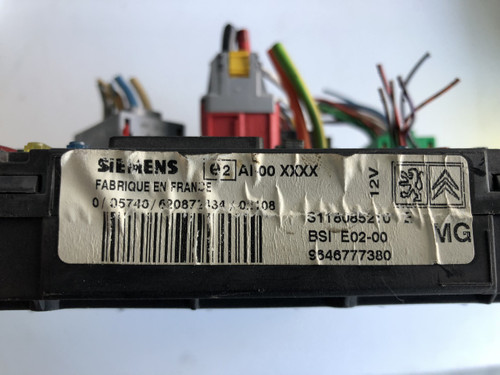 SIEMENS e2 AI 00 XXXX
FABRIQUE EN FRANCE
12V
S118085210
BSI E02-00
MG
9646777380